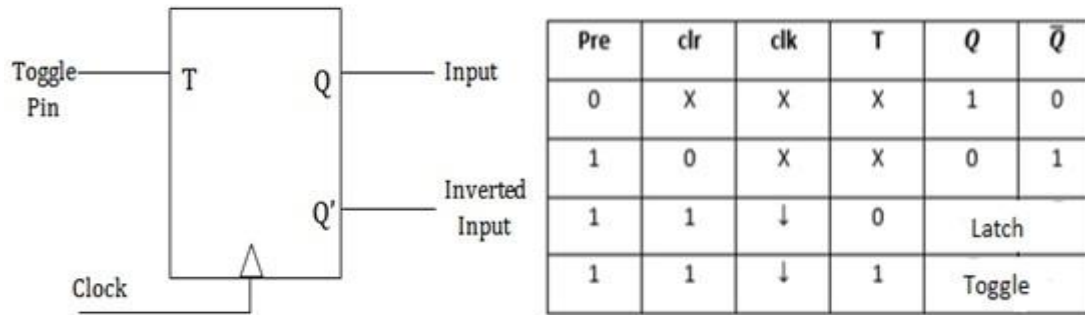 Toggle
Pin
T
Q
Input
Q'
Inverted
Input
Clock
Pre clr clk T Q Q̅
0 X X X 1 0
1 0 X X 0 1
1 1 ↓ 0 Latch
1 1 ↓ 1 Toggle